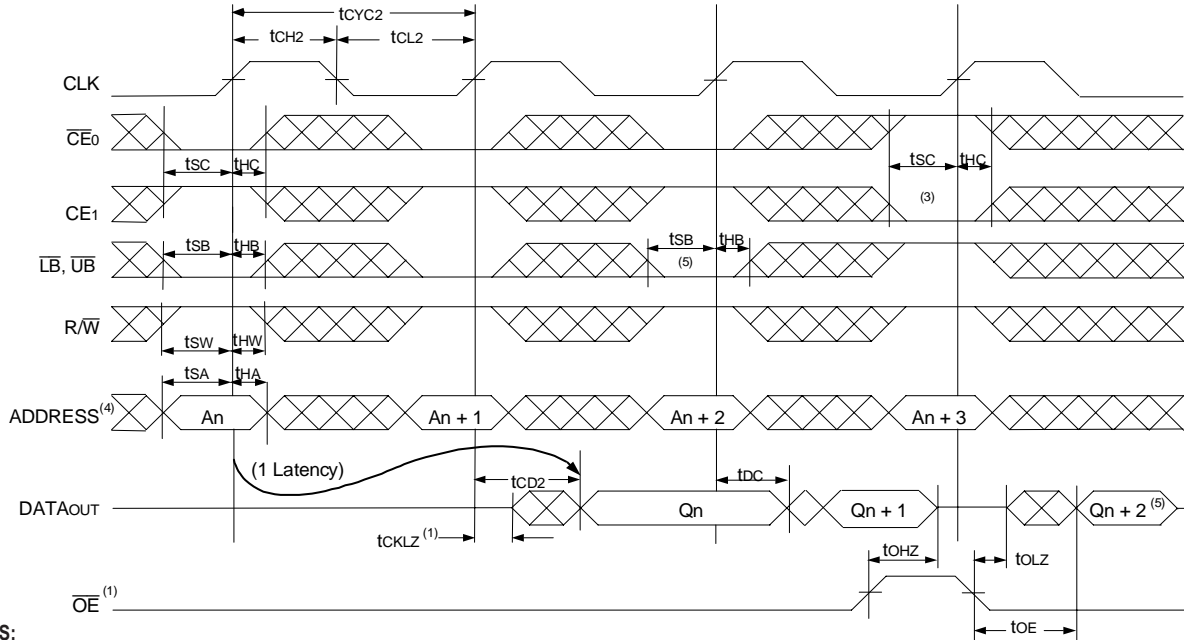 tCYC2
tCH2 tCL2
CLK
CE0
tSC tHC tSC tHC
(3)
CE1
tSB tHB tSB tHB
(5)
LB, UB
R/W
tSW tHW
tSA tHA
ADDRESS(4) An An + 1 An + 2 An + 3
(1 Latency) tCD2 tDC
DATAOUT Qn Qn + 1 Qn + 2 (5)
tCKLZ (1)
tOHZ tOLZ
OE (1)
tOE
S: